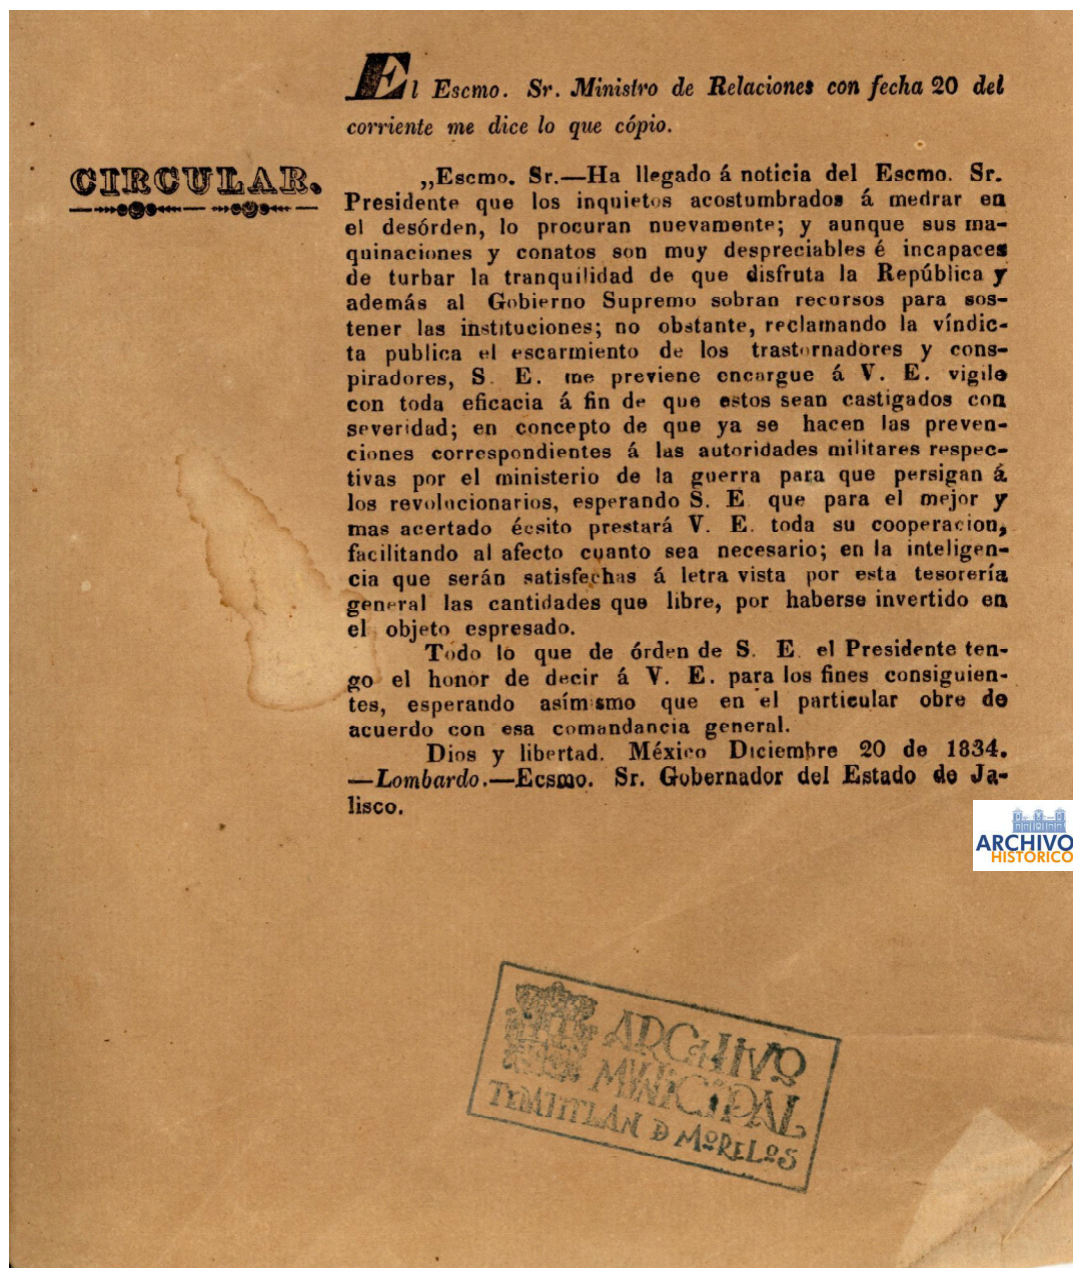 El Escmo. Sr. Ministro de Relaciones con fecha 20 del
corriente me dice lo que cópio.
CIRCULAR.
„Escmo. Sr.—Ha llegado á noticia del Escmo. Sr.
Presidente que los inquietos acostumbrados á medrar en
el desórden, lo procuran nuevamente; y aunque sus ma-
quinaciones y conatos son muy despreciables é incapaces
de turbar la tranquilidad de que disfruta la República y
además al Gobierno Supremo sobran recursos para sos-
tener las instituciones; no obstante, reclamando la víndic-
ta publica el escarmiento de los trastornadores y cons-
piradores, S. E. me previene encargue á V. E. vigile
con toda eficacia á fin de que estos sean castigados con
severidad; en concepto de que ya se hacen las preven-
ciones correspondientes á las autoridades militares respec-
tivas por el ministerio de la guerra para que persigan á
los revolucionarios, esperando S. E que para el mejor y
mas acertado écsito prestará V. E. toda su cooperacion,
facilitando al afecto cuanto sea necesario; en la inteligen-
cia que serán satisfechas á letra vista por esta tesorería
general las cantidades que libre, por haberse invertido en
el objeto espresado.
Todo lo que de órden de S. E. el Presidente ten-
go el honor de decir á V. E. para los fines consiguien-
tes, esperando asímismo que en el particular obre de
acuerdo con esa comandancia general.
Dios y libertad. México Diciembre 20 de 1834.
—Lombardo.—Ecsmo. Sr. Gobernador del Estado de Ja-
lisco.
ARCHIVO
HISTORICO
ARCHIVO
MUNICIPAL
TEMITITLAN D MORELOS